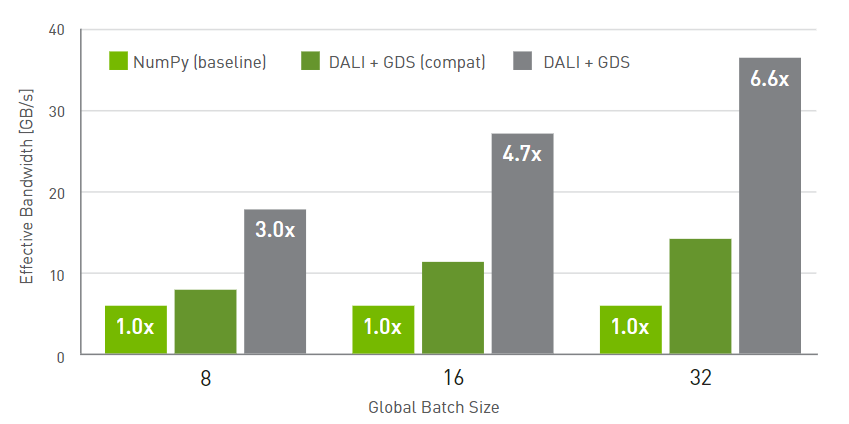 40
NumPy (baseline) DALI + GDS (compat) DALI + GDS
6.6x
30
4.7x
Effective Bandwidth [GB/s]
20
3.0x
10
1.0x 1.0x 1.0x
0
8 16 32
Global Batch Size